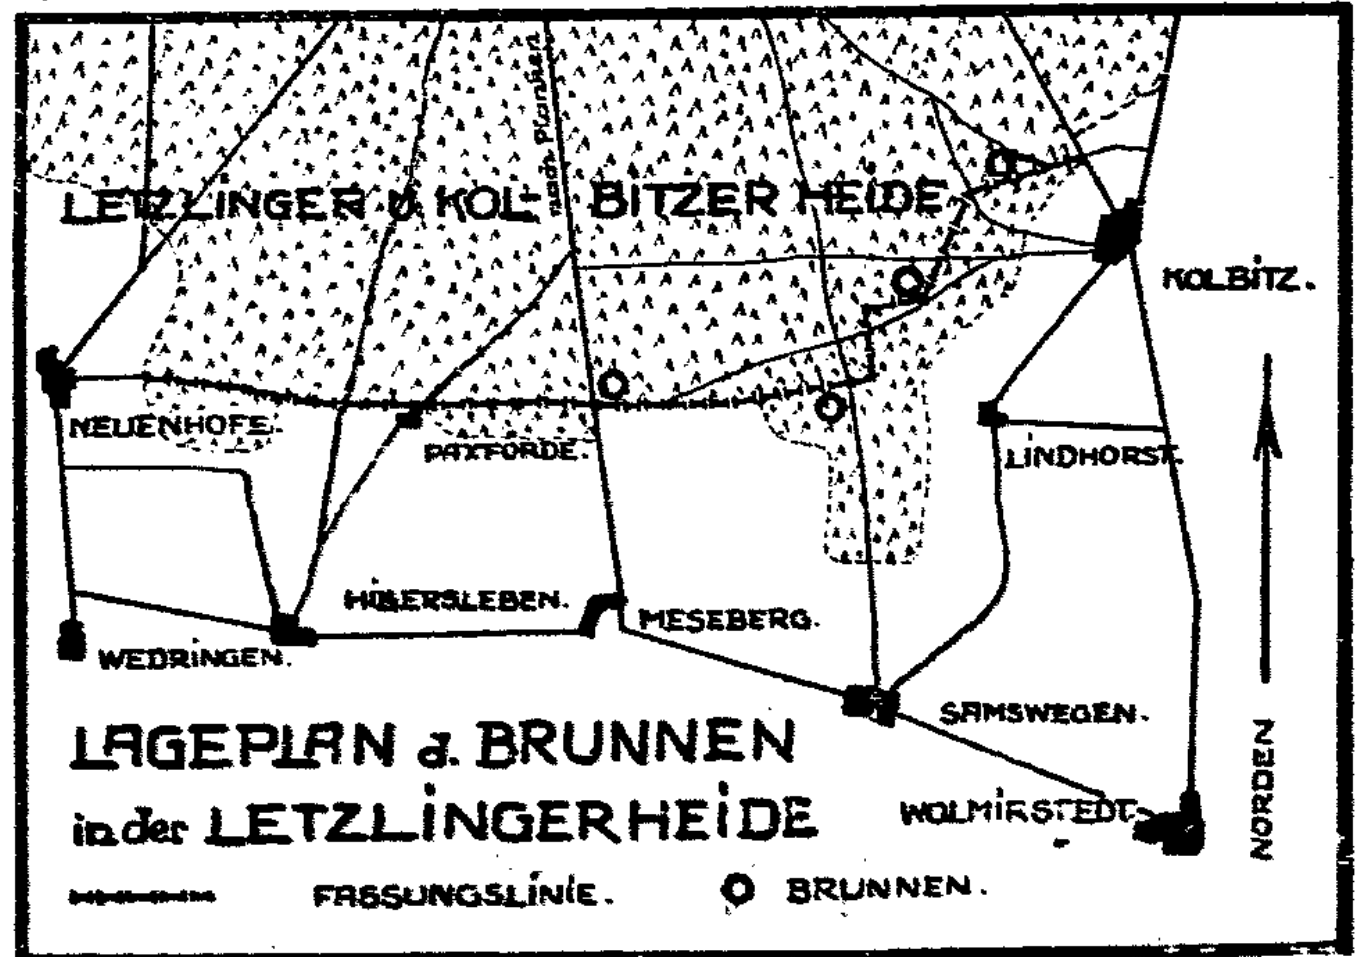 nach Planken
LETZLINGER U KOL- BITZER HEIDE
KOLBITZ.
NEUENHOFE.
PAXFORDE.
LINDHORST.
HILLERSLEBEN.
MESEBERG.
WEDRINGEN.
SAMSWEGEN.
LAGEPLAN d. BRUNNEN
in der LETZLINGERHEIDE
WOLMIRSTEDT
NORDEN
FASSUNGSLINIE.
BRUNNEN.